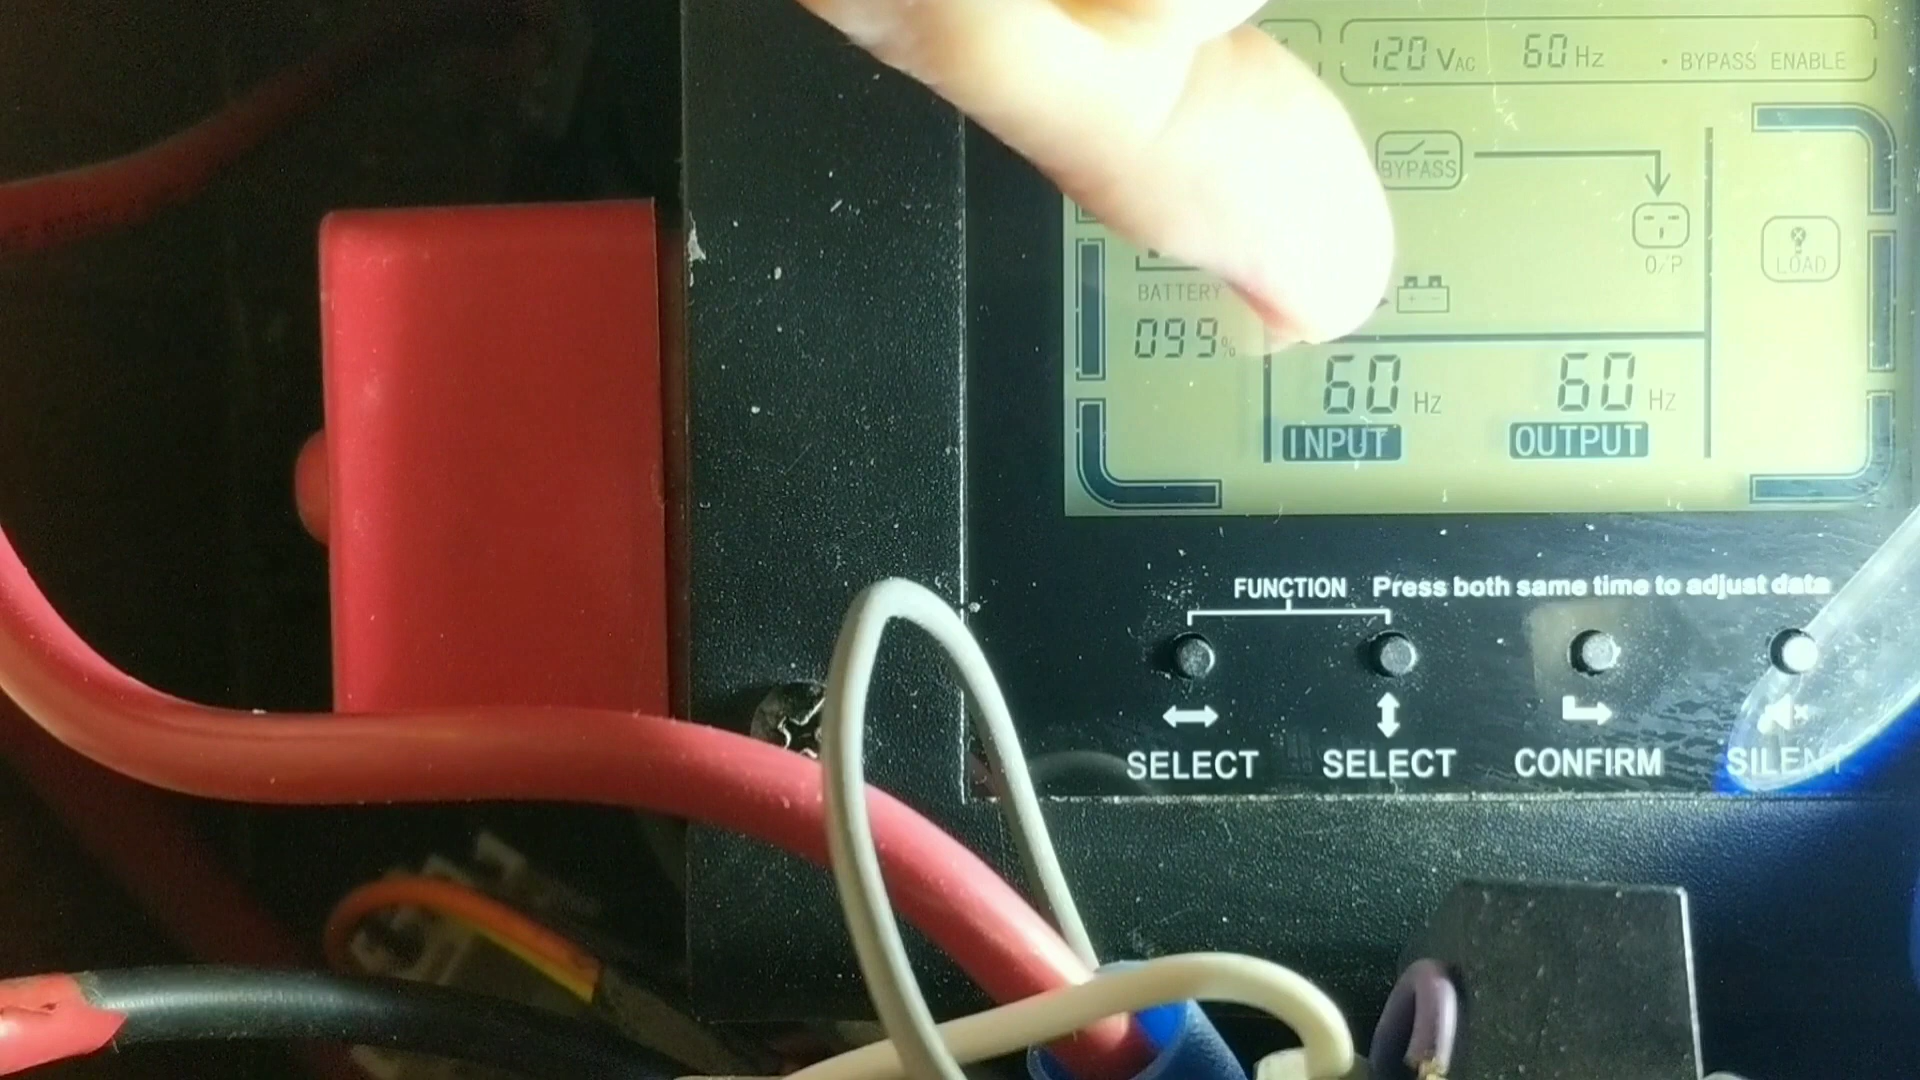 120 VAC 60 Hz • BYPASS ENABLE
BYPASS
O/P
LOAD
BATTERY
099%
60 Hz 60 Hz
INPUT OUTPUT
FUNCTION Press both same time to adjust data
SELECT SELECT CONFIRM SILENT